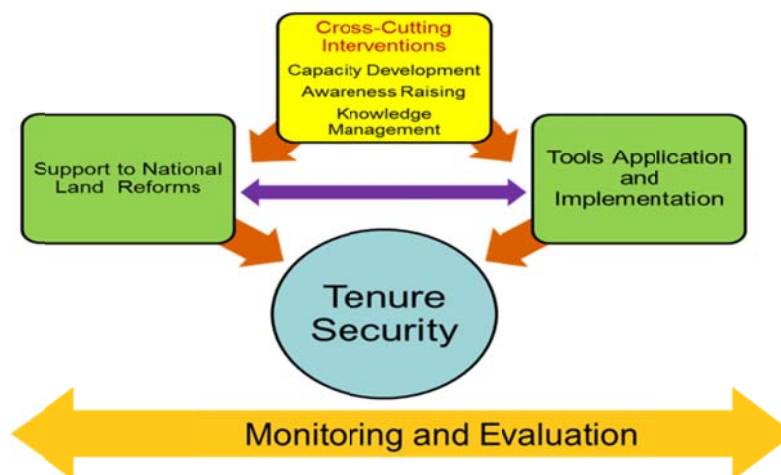 Cross-Cutting
Interventions
Capacity Development
Awareness Raising
Knowledge
Management
Support to National
Land Reforms
Tools Application
and
Implementation
Tenure
Security
Monitoring and Evaluation